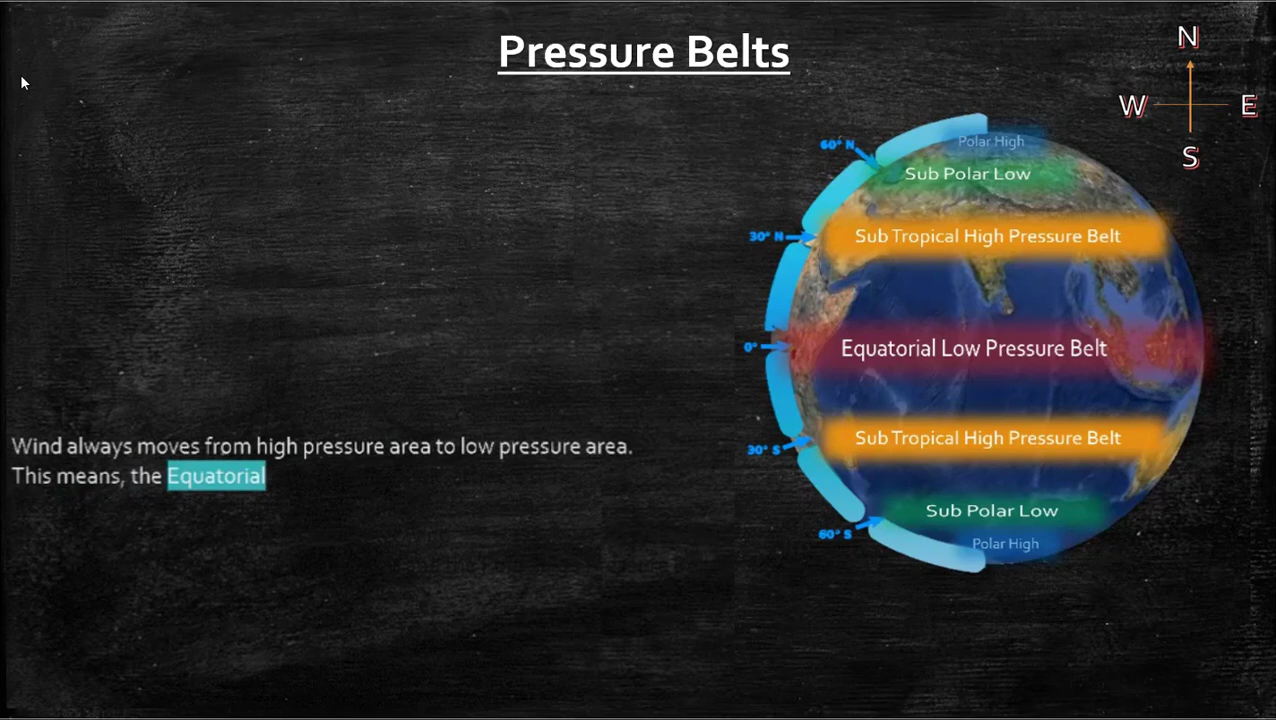 Pressure Belts
N
W E
S
60° N
Polar High
Sub Polar Low
30° N
Sub Tropical High Pressure Belt
0°
Equatorial Low Pressure Belt
Sub Tropical High Pressure Belt
30° S
Wind always moves from high pressure area to low pressure area.
This means, the Equatorial
Sub Polar Low
60° S
Polar High